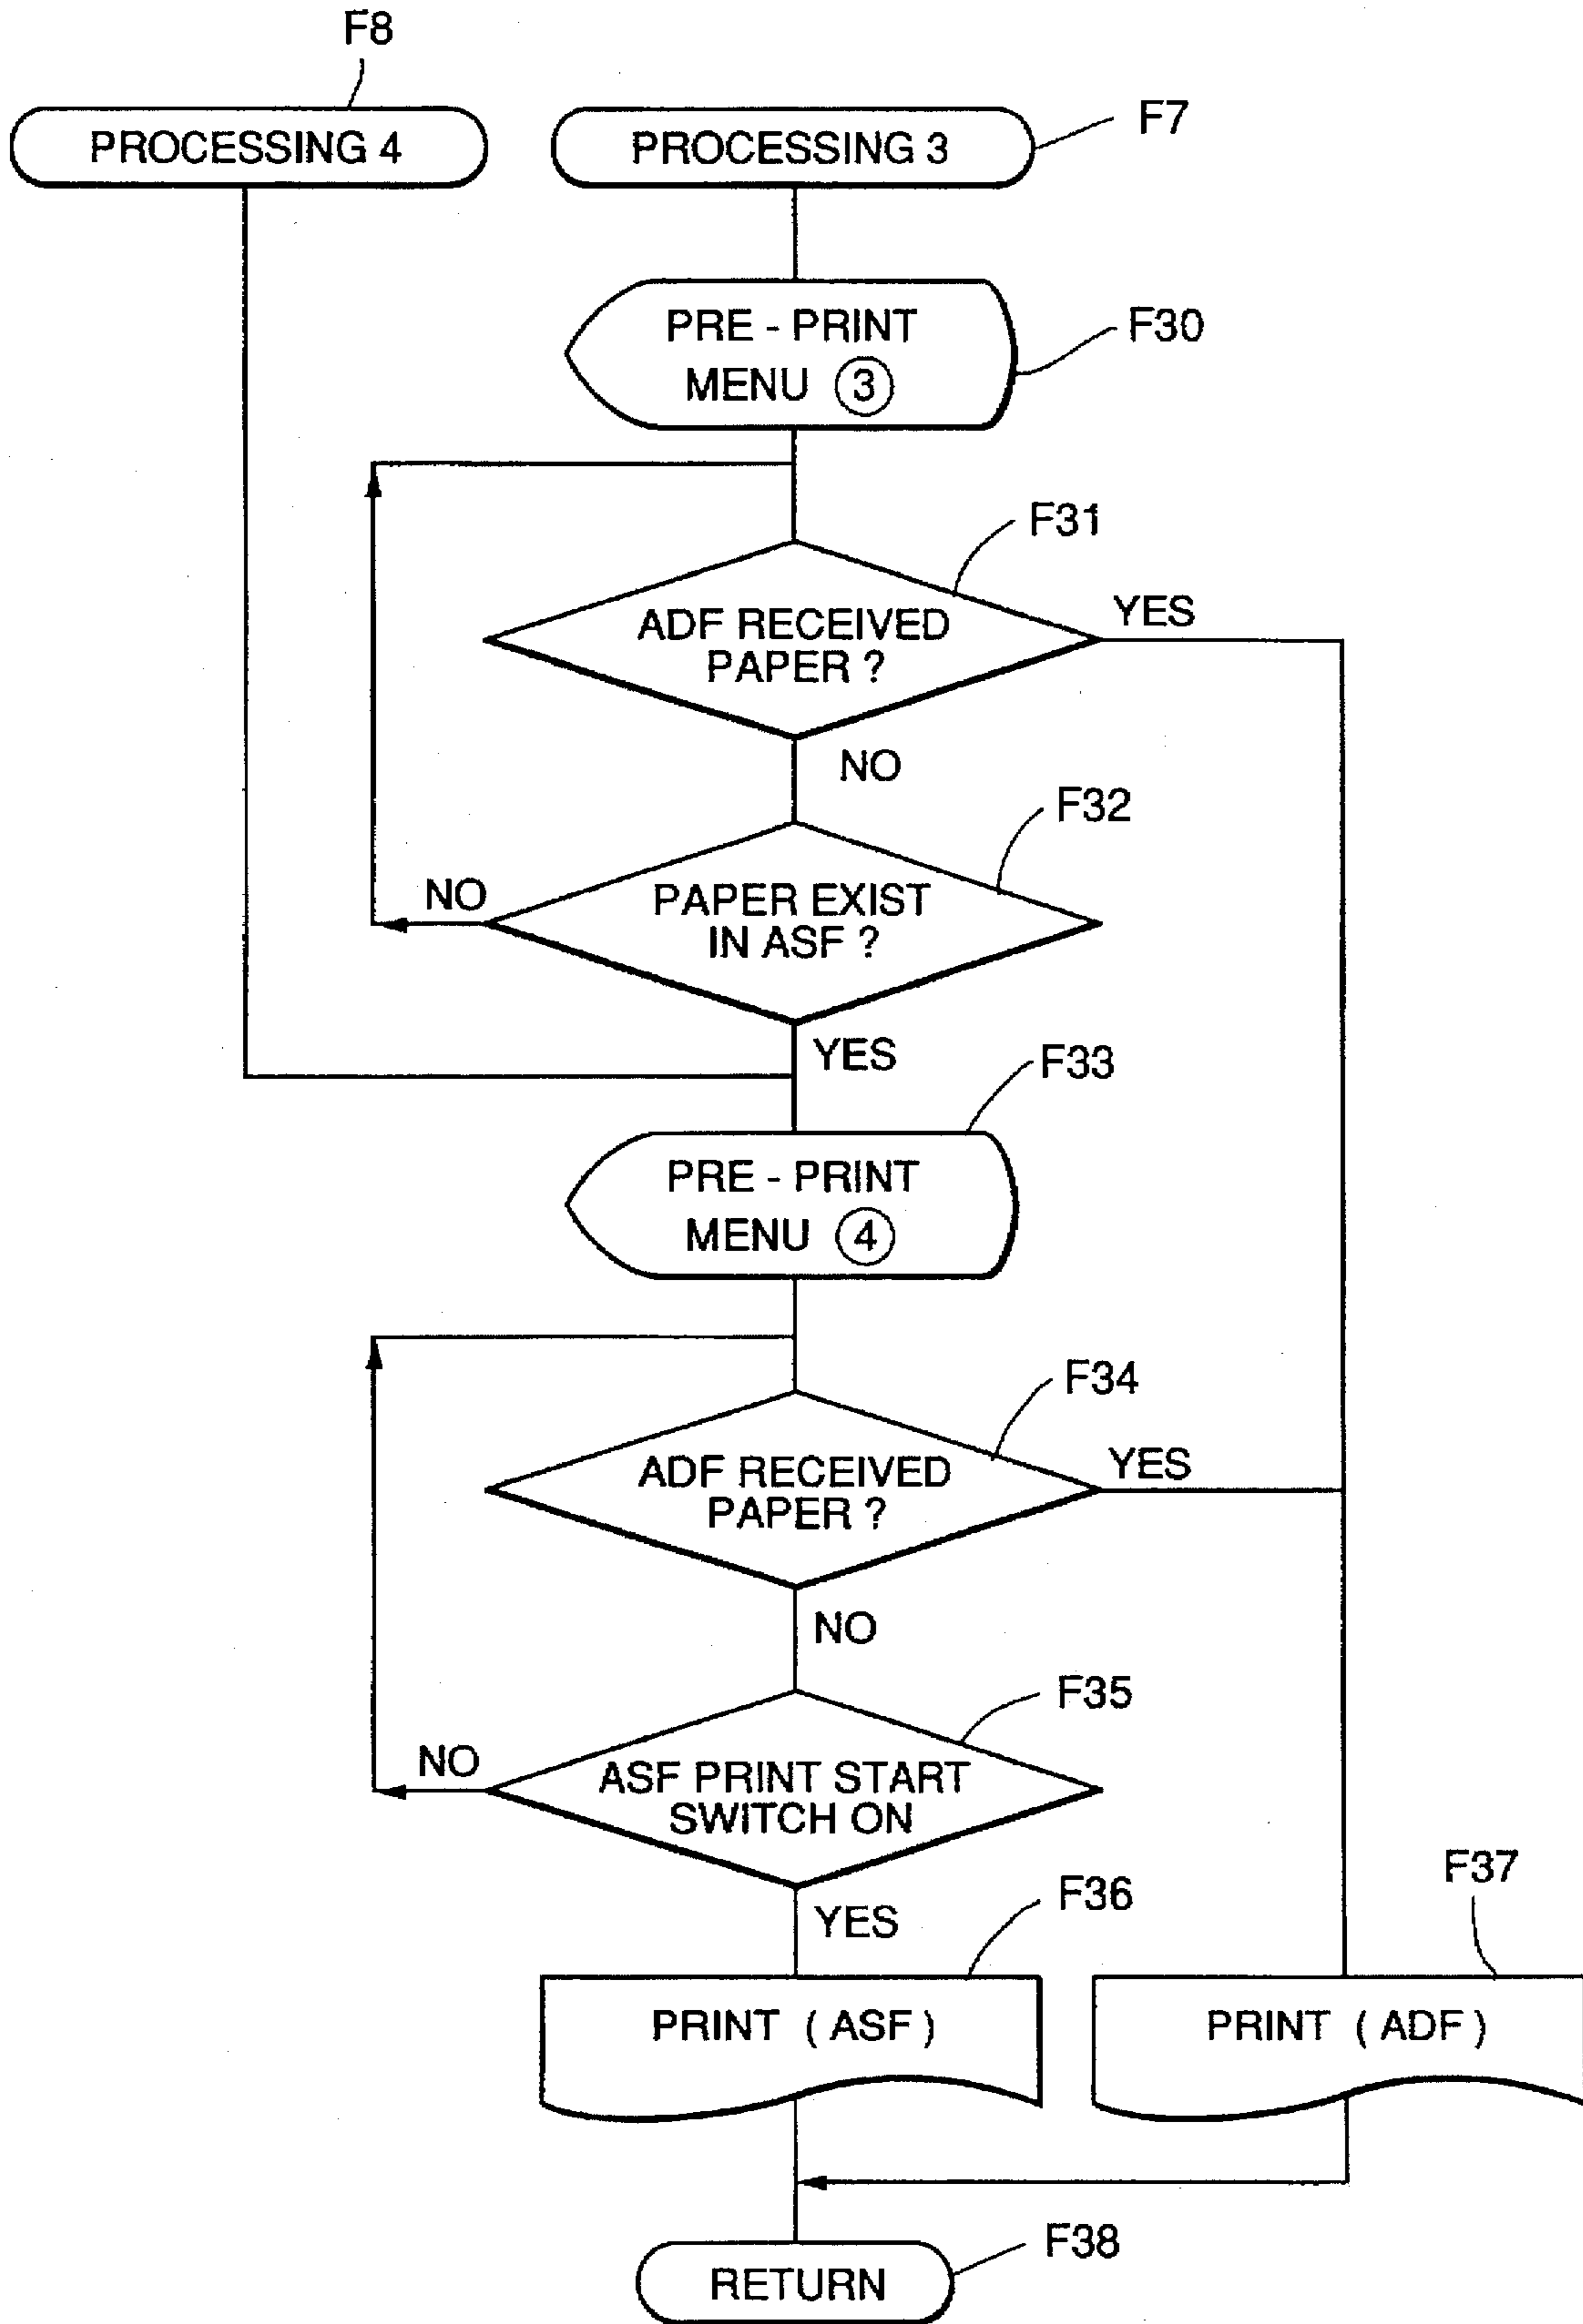 F8
F7
PROCESSING 4
PROCESSING 3
PRE - PRINT
MENU ③
F30
F31
ADF RECEIVED
PAPER ?
YES
NO
F32
PAPER EXIST
IN ASF ?
NO
YES
F33
PRE - PRINT
MENU ④
F34
ADF RECEIVED
PAPER ?
YES
NO
F35
ASF PRINT START
SWITCH ON
NO
YES
F36
F37
PRINT ( ASF )
PRINT ( ADF )
F38
RETURN